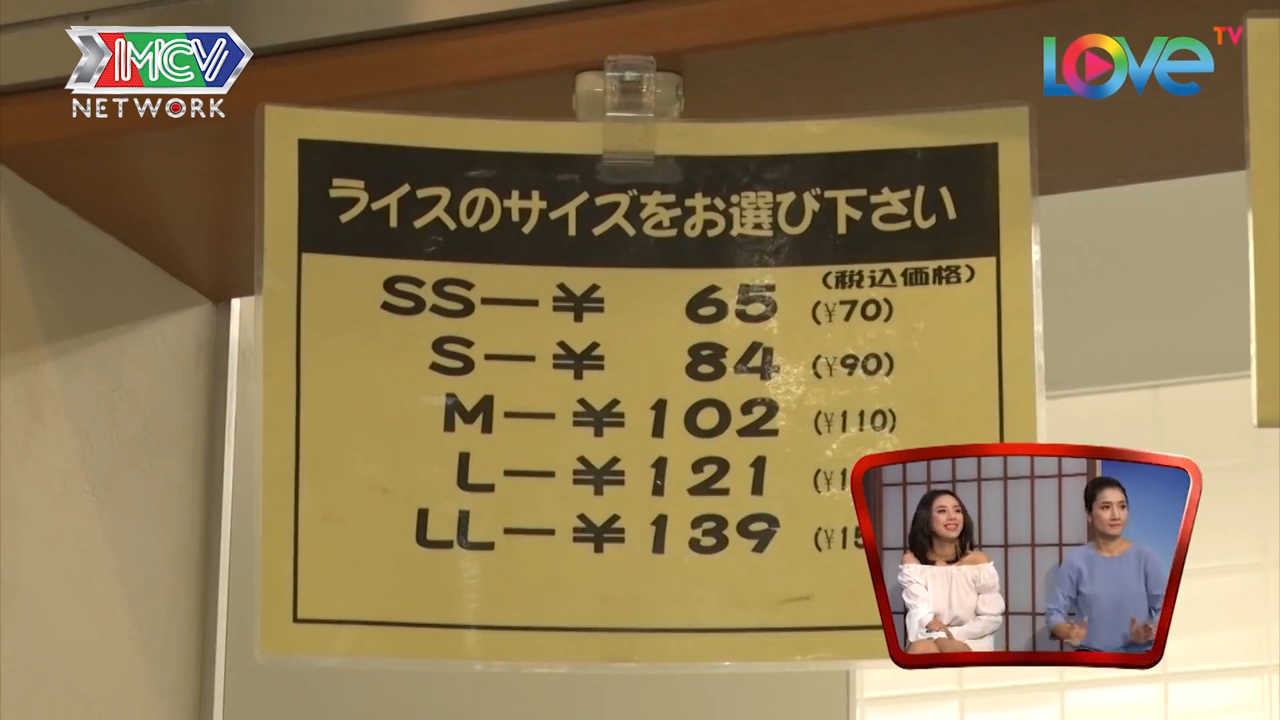 MCV
NETWORK
LOVE TV
ライスのサイズをお選び下さい
(税込価格)
SS—¥ 65 (¥70)
S—¥ 84 (¥90)
M—¥102 (¥110)
L—¥121
LL—¥139